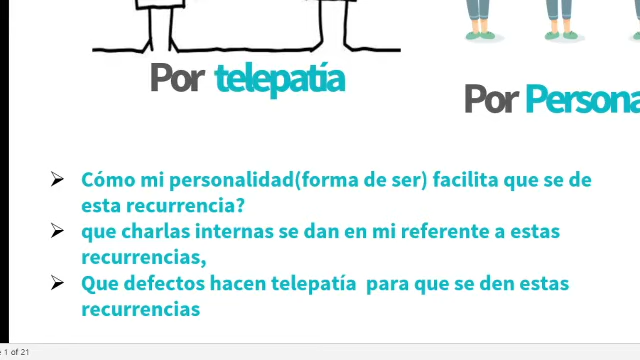 Por telepatía
Por Persona
Cómo mi personalidad(forma de ser) facilita que se de
esta recurrencia?
que charlas internas se dan en mi referente a estas
recurrencias,
Que defectos hacen telepatía  para que se den estas
recurrencias
1 of 21